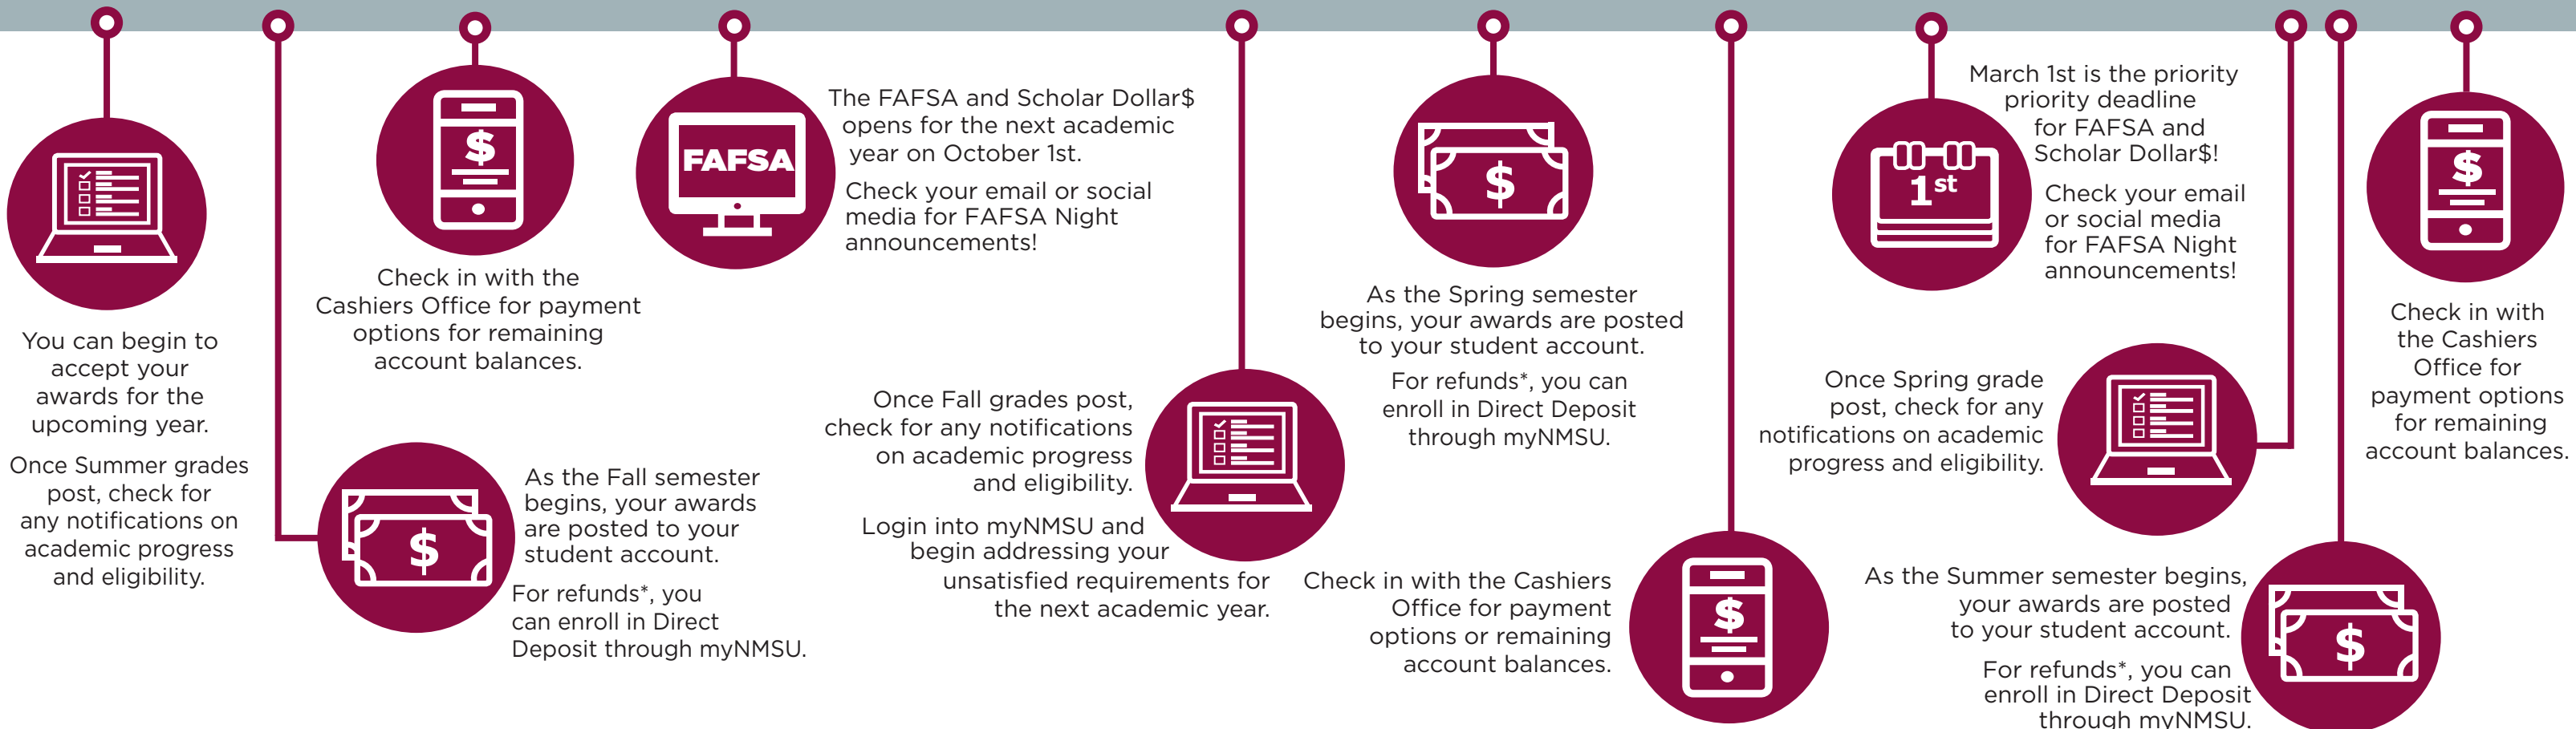 You can begin to
accept your
awards for the
upcoming year.
Once Summer grades
post, check for
any notifications on
academic progress
and eligibility.
As the Fall semester
begins, your awards
are posted to your
student account.
For refunds*, you
can enroll in Direct
Deposit through myNMSU.
$
$
Check in with the
Cashiers Office for payment
options for remaining
account balances.
FAFSA
The FAFSA and Scholar Dollar$
opens for the next academic
year on October 1st.
Check your email or social
media for FAFSA Night
announcements!
Once Fall grades post,
check for any notifications
on academic progress
and eligibility.
Login into myNMSU and
begin addressing your
unsatisfied requirements for
the next academic year.
$
As the Spring semester
begins, your awards are posted
to your student account.
For refunds*, you can
enroll in Direct Deposit
through myNMSU.
Check in with the Cashiers
Office for payment
options or remaining
account balances.
$
1st
March 1st is the priority
priority deadline
for FAFSA and
Scholar Dollar$!
Check your email
or social media
for FAFSA Night
announcements!
Once Spring grade
post, check for any
notifications on academic
progress and eligibility.
As the Summer semester begins,
your awards are posted
to your student account.
For refunds*, you can
enroll in Direct Deposit
through myNMSU.
$
$
Check in with
the Cashiers
Office for
payment options
for remaining
account balances.